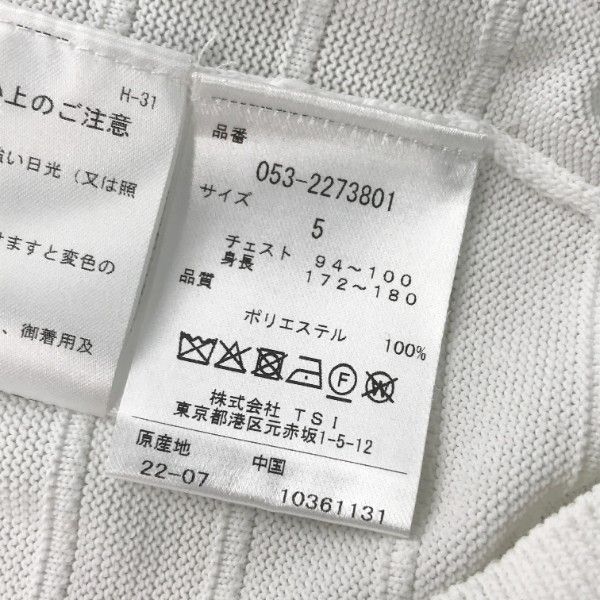 H-31
上のご注意
強い日光(又は照
けますと変色の
、御着用及
品番
053-2273801
サイズ
5
チェスト 94～100
身長 172～180
品質
ポリエステル 100%
F
株式会社 TSI
東京都港区元赤坂1-5-12
原産地 中国
22-07 10361131